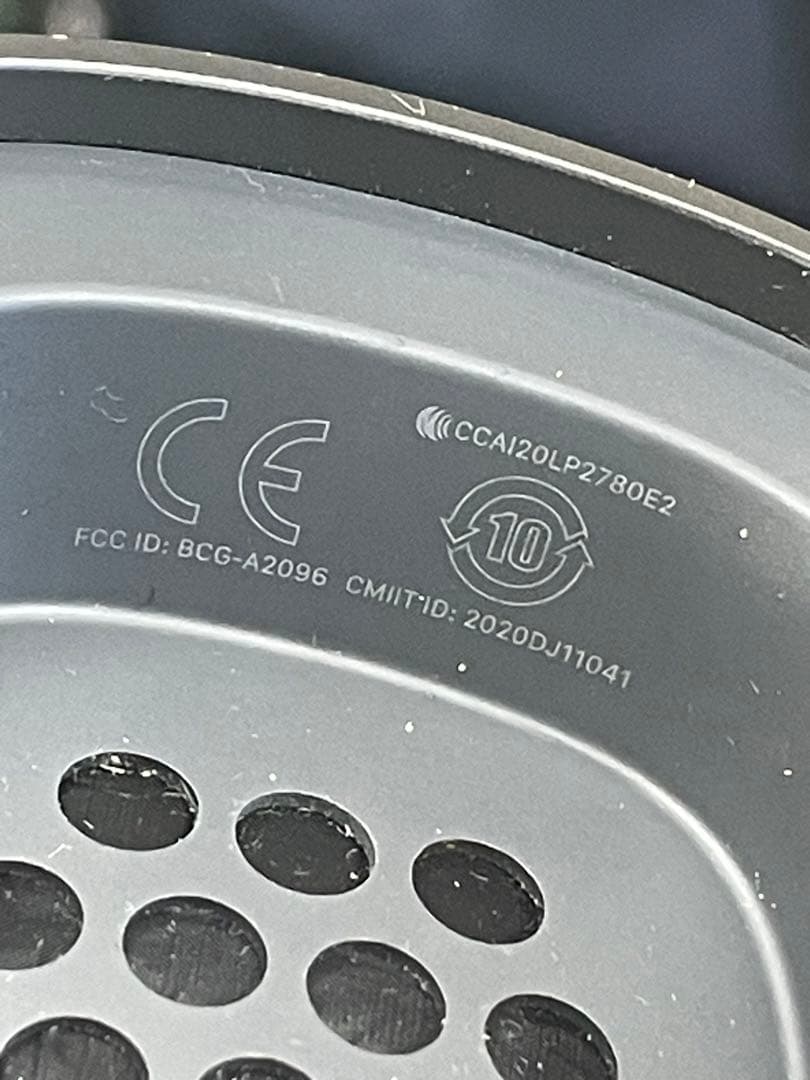 CE
CCAI20LP2780E2
10
FCC ID: BCG-A2096 CMIIT ID: 2020DJ11041